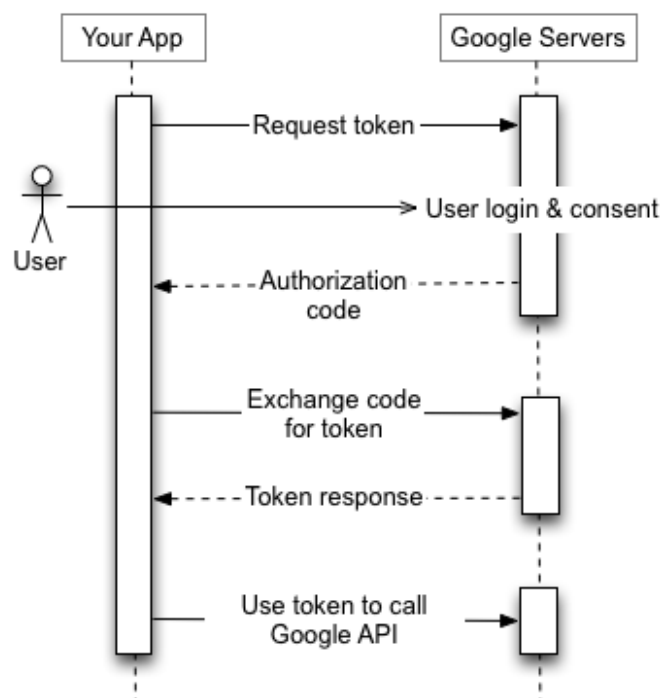 Your App
Google Servers
Request token
User login & consent
User
Authorization
code
Exchange code
for token
Token response
Use token to call
Google API